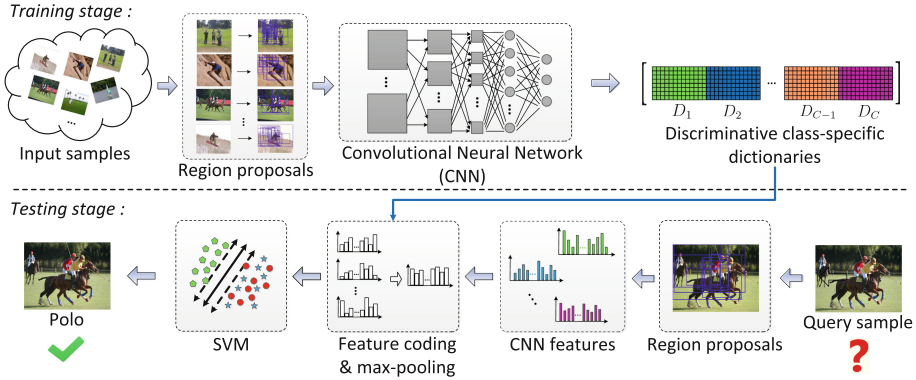 Training stage :
Input samples
Region proposals
Convolutional Neural Network
(CNN)
D1 D2 ... DC−1 DC
Discriminative class-specific
dictionaries
Testing stage :
Polo
SVM
Feature coding
& max-pooling
CNN features
Region proposals
Query sample
?